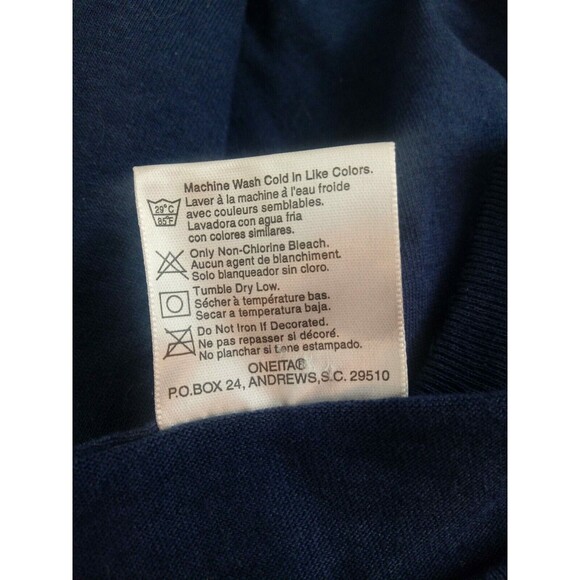 Machine Wash Cold In Like Colors.
Laver à la machine à l'eau froide
avec couleurs semblables.
Lavadora con agua fria
con colores similares.
29°C
85°F
Only Non-Chlorine Bleach.
Aucun agent de blanchiment.
Solo blanqueador sin cloro.
Tumble Dry Low.
Sécher à température bas.
Secar a temperatura baja.
Do Not Iron If Decorated.
Ne pas repasser si décoré.
No planchar si tiene estampado.
ONEITA®
P.O.BOX 24, ANDREWS,S.C. 29510